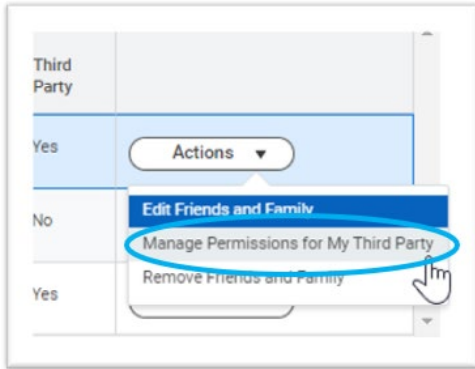 Third
Party
Yes
Actions
No
Edit Friends and Family
Manage Permissions for My Third Party
Remove Friends and Family
Yes